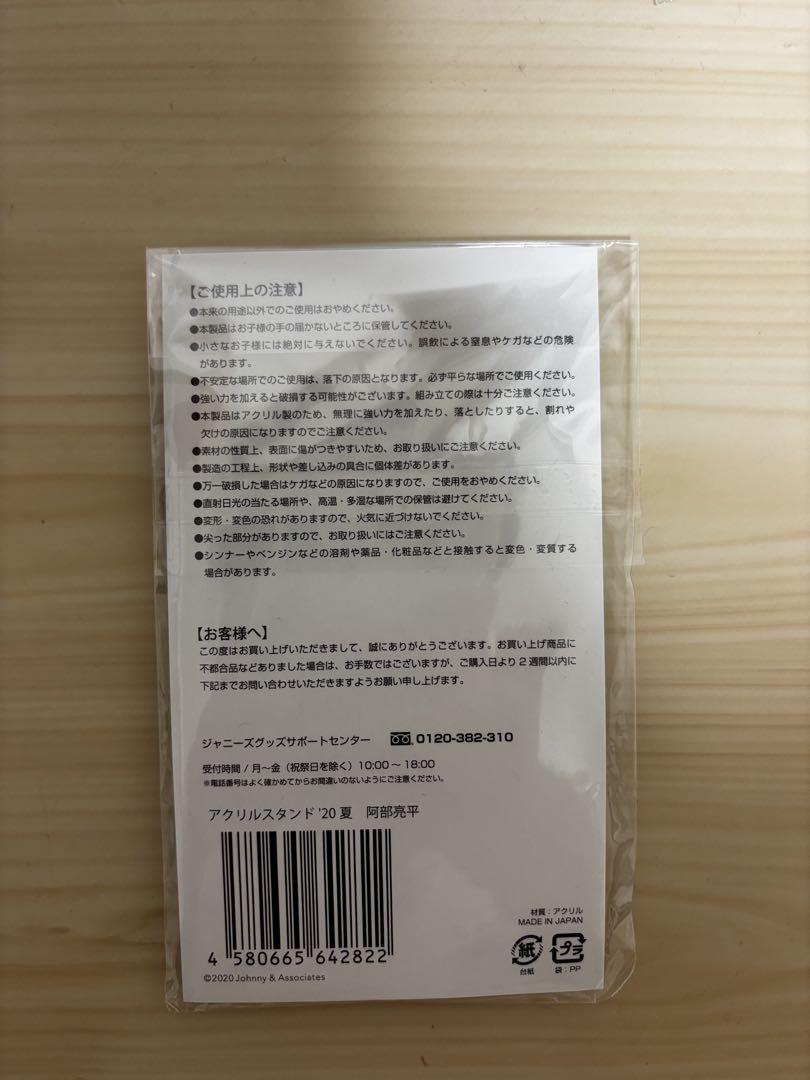 【ご使用上の注意】
●本来の用途以外でのご使用はおやめください。
●本製品はお子様の手の届かないところに保管してください。
●小さなお子様には絶対に与えないでください。誤飲による窒息やケガなどの危険
があります。
●不安定な場所でのご使用は、落下の原因となります。必ず平らな場所でご使用ください。
●強い力を加えると破損する可能性がございます。組み立ての際は十分ご注意ください。
●本製品はアクリル製のため、無理に強い力を加えたり、落としたりすると、割れや
欠けの原因になりますのでご注意ください。
●素材の性質上、表面に傷がつきやすいため、お取り扱いにご注意ください。
●製造の工程上、形状や差し込みの具合に個体差があります。
●万一破損した場合はケガなどの原因になりますので、ご使用をおやめください。
●直射日光の当たる場所や、高温・多湿な場所での保管は避けてください。
●変形・変色の恐れがありますので、火気に近づけないでください。
●尖った部分がありますので、お取り扱いにはご注意ください。
●シンナーやベンジンなどの溶剤や薬品・化粧品などと接触すると変色・変質する
場合があります。
【お客様へ】
この度はお買い上げいただきまして、誠にありがとうございます。お買い上げ商品に
不都合品などありました場合は、お手数ではございますが、ご購入日より2週間以内に
下記までお問い合わせいただきますようお願い申し上げます。
ジャニーズグッズサポートセンター 0120-382-310
受付時間/月〜金（祝祭日を除く）10:00〜18:00
※電話番号はよく確かめてからお間違いのないようにご注意ください。
アクリルスタンド'20夏 阿部亮平
4 580665 642822
©2020 Johnny & Associates
材質：アクリル
MADE IN JAPAN
紙 プラ
台紙 袋：PP